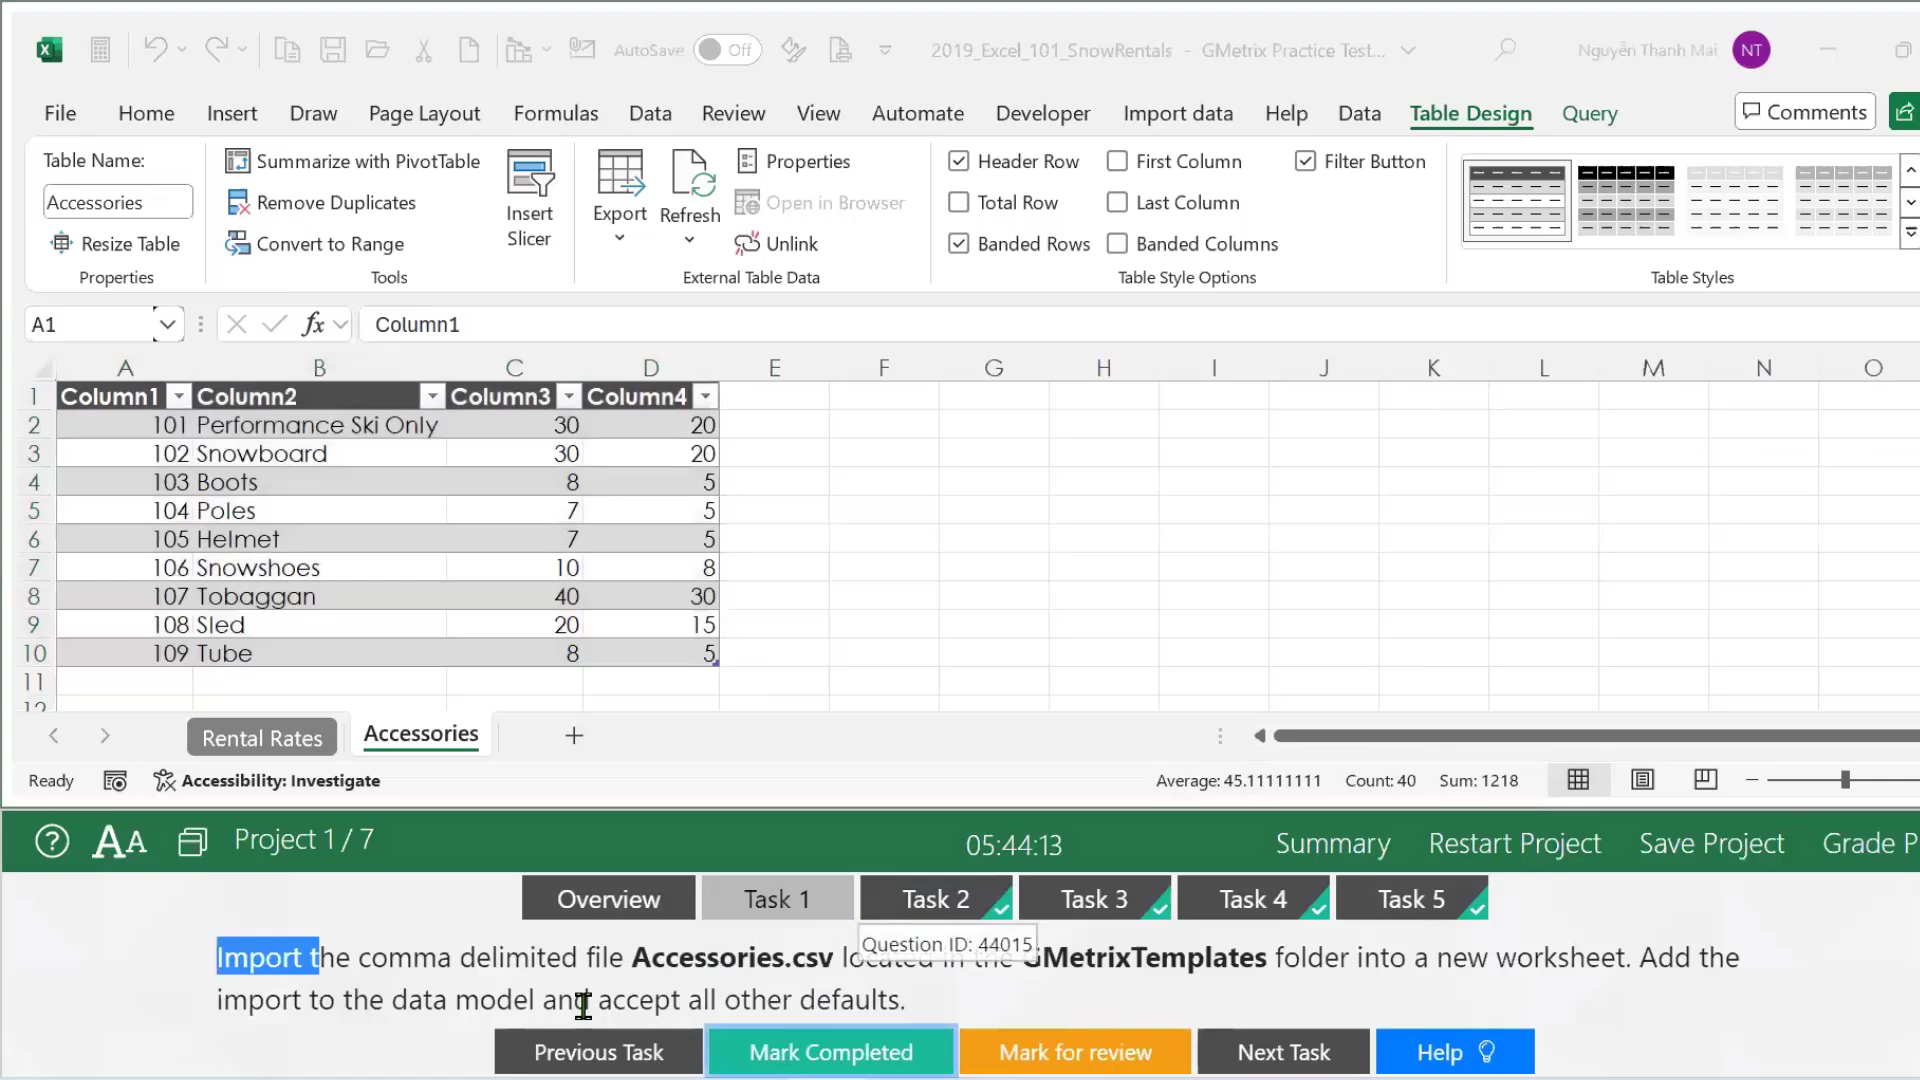 AutoSave Off 2019_Excel_101_SnowRentals - GMetrix Practice Test... Nguyễn Thanh Mai NT
File Home Insert Draw Page Layout Formulas Data Review View Automate Developer Import data Help Data Table Design Query Comments
Table Name: Summarize with PivotTable Properties Header Row First Column Filter Button
Accessories Remove Duplicates Insert Slicer Export Refresh Open in Browser Total Row Last Column
Resize Table Convert to Range Unlink Banded Rows Banded Columns
Properties Tools External Table Data Table Style Options Table Styles
A1 fx Column1
A B C D E F G H I J K L M N O
1 Column1 Column2 Column3 Column4
2 101 Performance Ski Only 30 20
3 102 Snowboard 30 20
4 103 Boots 8 5
5 104 Poles 7 5
6 105 Helmet 7 5
7 106 Snowshoes 10 8
8 107 Tobaggan 40 30
9 108 Sled 20 15
10 109 Tube 8 5
11
12
Rental Rates Accessories
Ready Accessibility: Investigate Average: 45.11111111 Count: 40 Sum: 1218
AA Project 1 / 7 05:44:13 Summary Restart Project Save Project Grade P
Overview Task 1 Task 2 Task 3 Task 4 Task 5
Question ID: 44015
Import the comma delimited file Accessories.csv located in the GMetrixTemplates folder into a new worksheet. Add the
import to the data model and accept all other defaults.
Previous Task Mark Completed Mark for review Next Task Help